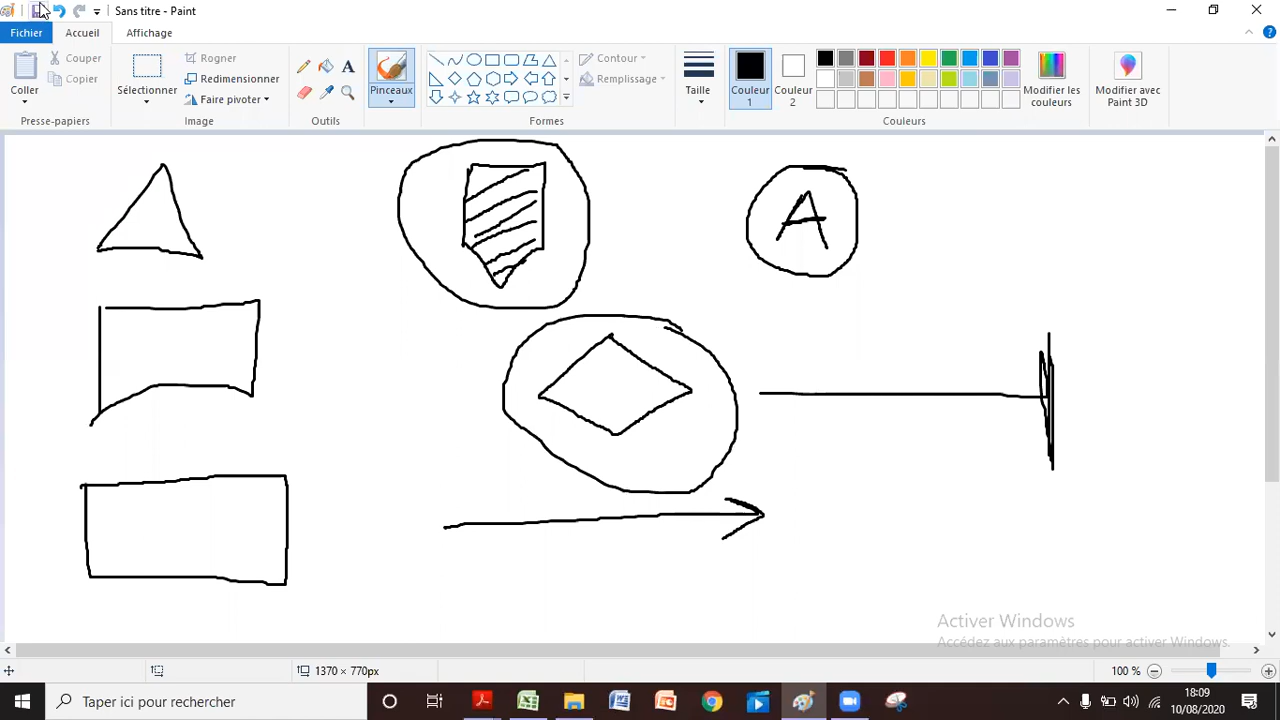 Sans titre - Paint
Fichier Accueil Affichage
Coller
Couper
Copier
Presse-papiers
Sélectionner
Rogner
Redimensionner
Faire pivoter
Image
A
Outils
Pinceaux
Contour
Remplissage
Formes
Taille
Couleur 1
Couleur 2
Modifier les couleurs
Couleurs
Modifier avec Paint 3D
A
Activer Windows
Accédez aux paramètres pour activer Windows.
1370 × 770px
100 %
Taper ici pour rechercher
18:09
10/08/2020